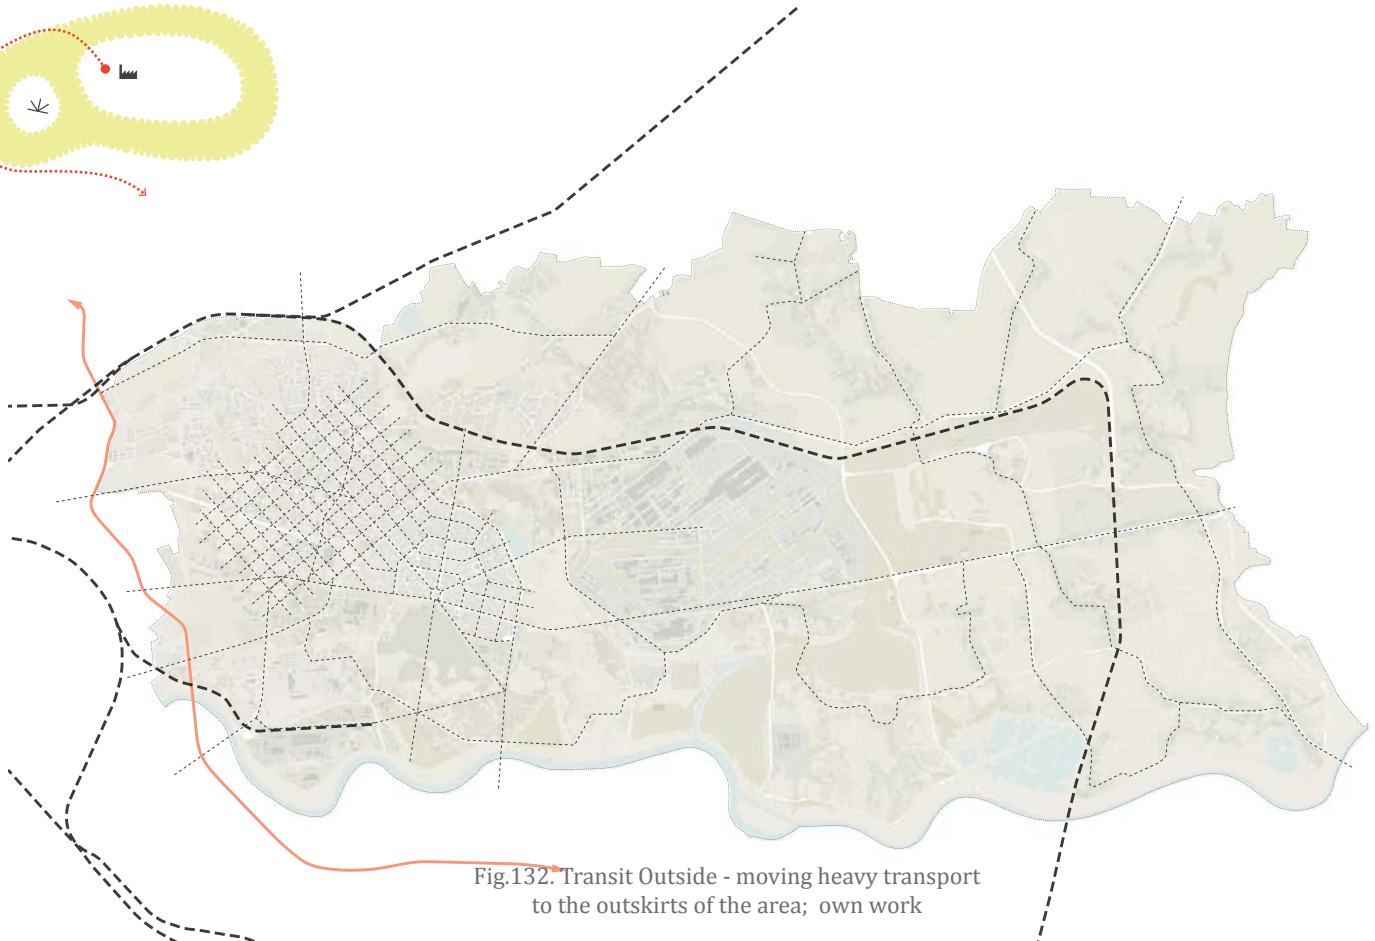 Fig.132. Transit Outside - moving heavy transport
to the outskirts of the area; own work